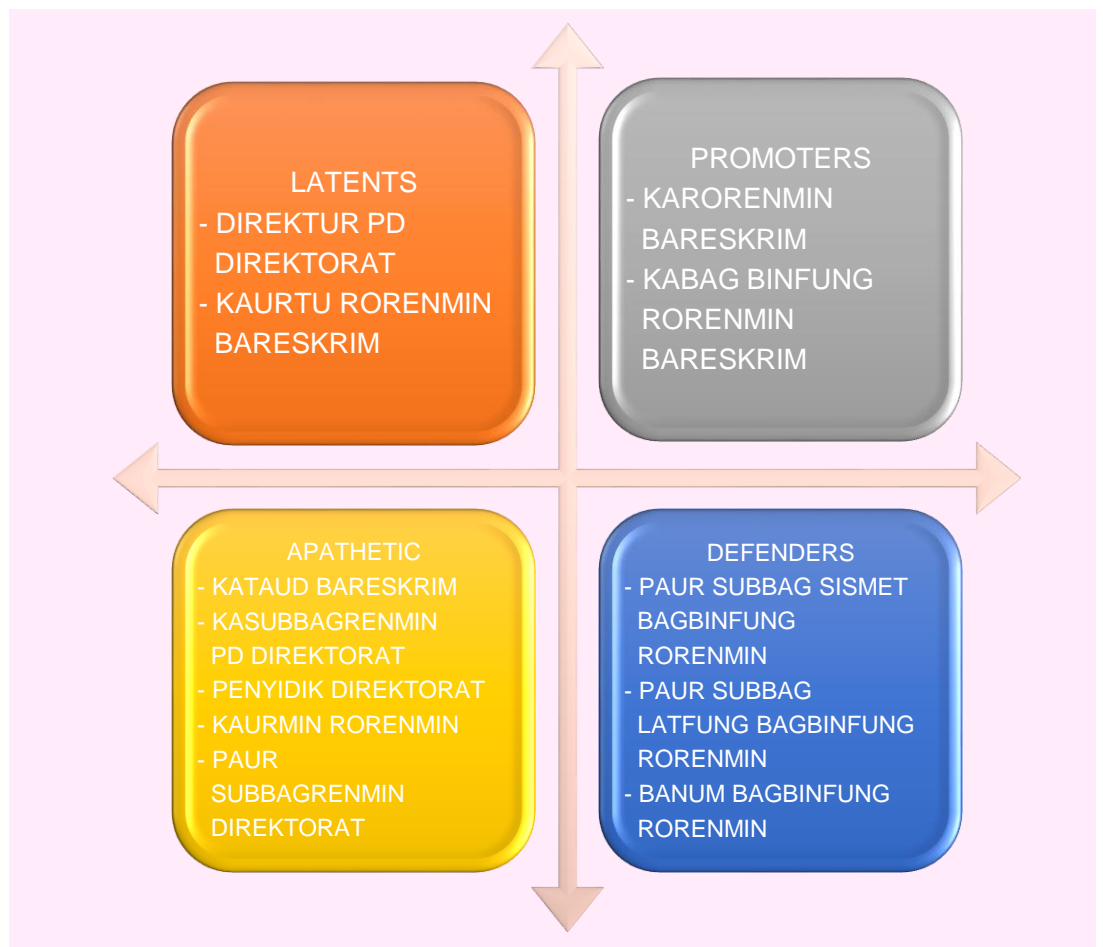 LATENTS
- DIREKTUR PD
DIREKTORAT
- KAURTU RORENMIN
BARESKRIM
PROMOTERS
- KARORENMIN
BARESKRIM
- KABAG BINFUNG
RORENMIN
BARESKRIM
APATHETIC
- KATAUD BARESKRIM
- KASUBBAGRENMIN
PD DIREKTORAT
- PENYIDIK DIREKTORAT
- KAURMIN RORENMIN
- PAUR
SUBBAGRENMIN
DIREKTORAT
DEFENDERS
- PAUR SUBBAG SISMET
BAGBINFUNG
RORENMIN
- PAUR SUBBAG
LATFUNG BAGBINFUNG
RORENMIN
- BANUM BAGBINFUNG
RORENMIN